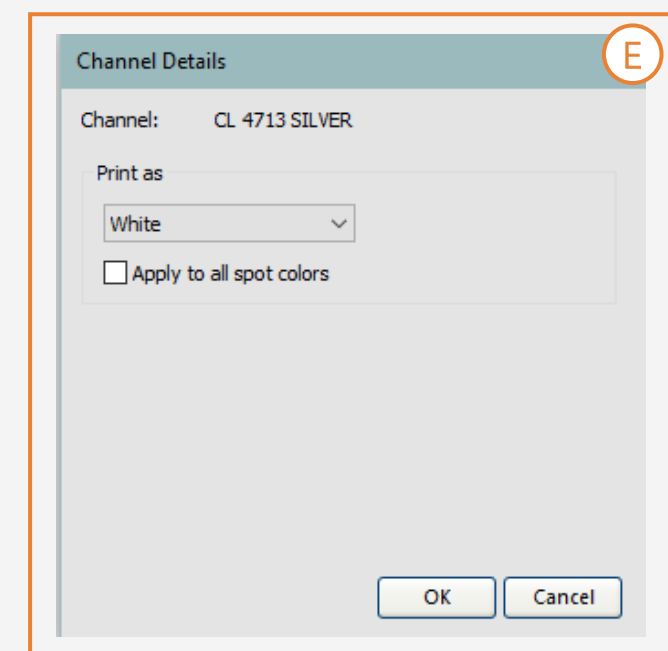 Channel Details
E
Channel: CL 4713 SILVER
Print as
White
Apply to all spot colors
OK Cancel